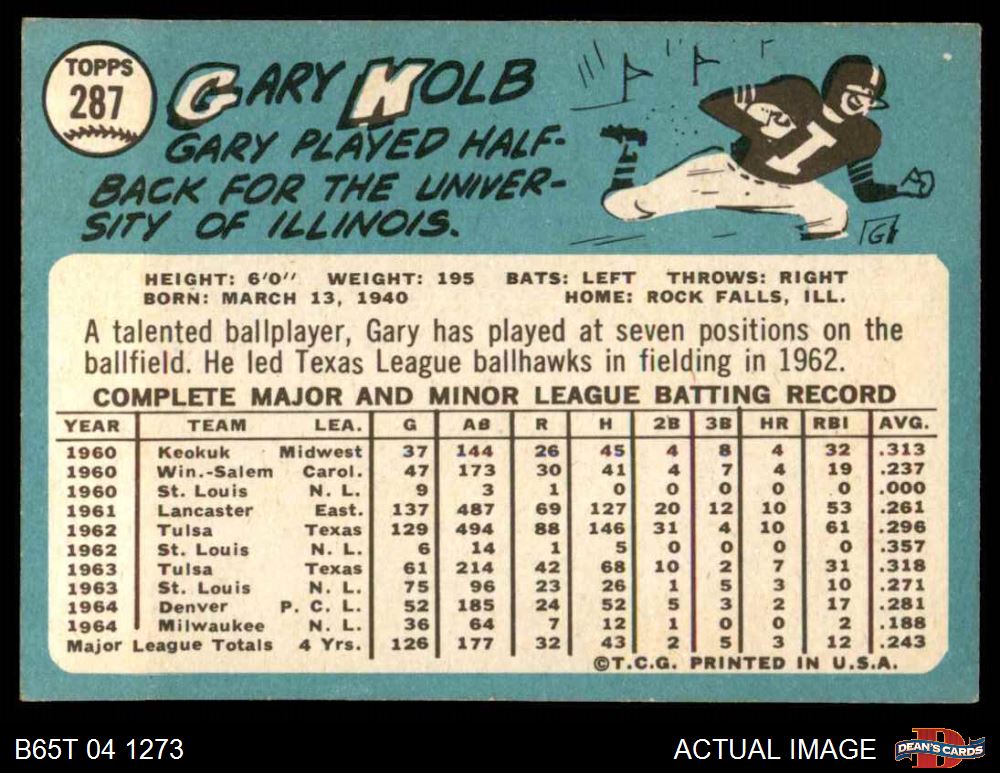 TOPPS
287
GARY KOLB
GARY PLAYED HALF-
BACK FOR THE UNIVER-
SITY OF ILLINOIS.
I
HEIGHT: 6'0" WEIGHT: 195 BATS: LEFT THROWS: RIGHT
BORN: MARCH 13, 1940 HOME: ROCK FALLS, ILL.
A talented ballplayer, Gary has played at seven positions on the
ballfield. He led Texas League ballhawks in fielding in 1962.
COMPLETE MAJOR AND MINOR LEAGUE BATTING RECORD
YEAR TEAM LEA. G AB R H 2B 3B HR RBI AVG.
1960 Keokuk Midwest 37 144 26 45 4 8 4 32 .313
1960 Win.-Salem Carol. 47 173 30 41 4 7 4 19 .237
1960 St. Louis N. L. 9 3 1 0 0 0 0 0 .000
1961 Lancaster East. 137 487 69 127 20 12 10 53 .261
1962 Tulsa Texas 129 494 88 146 31 4 10 61 .296
1962 St. Louis N. L. 6 14 1 5 0 0 0 0 .357
1963 Tulsa Texas 61 214 42 68 10 2 7 31 .318
1963 St. Louis N. L. 75 96 23 26 1 5 3 10 .271
1964 Denver P. C. L. 52 185 24 52 5 3 2 17 .281
1964 Milwaukee N. L. 36 64 7 12 1 0 0 2 .188
Major League Totals 4 Yrs. 126 177 32 43 2 5 3 12 .243
©T.C.G. PRINTED IN U.S.A.
B65T 04 1273
ACTUAL IMAGE
D
DEAN'S CARDS